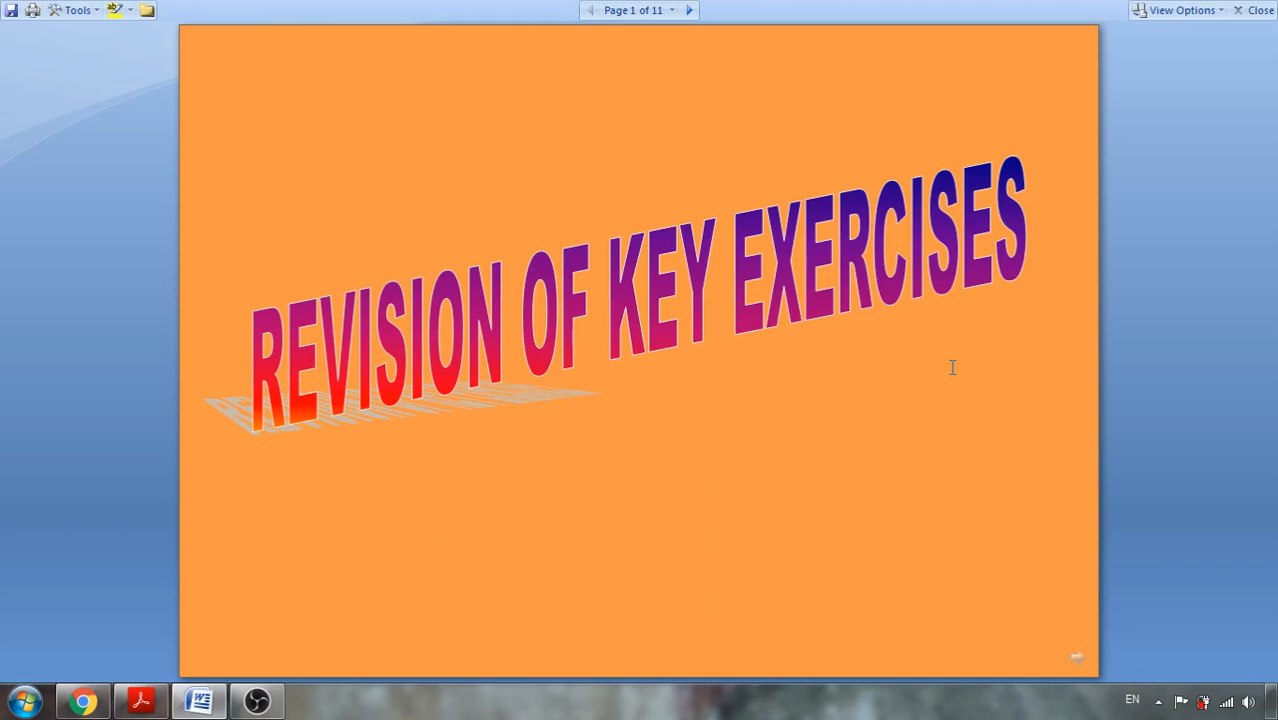 Tools
Page 1 of 11
View Options
Close
REVISION OF KEY EXERCISES
EN